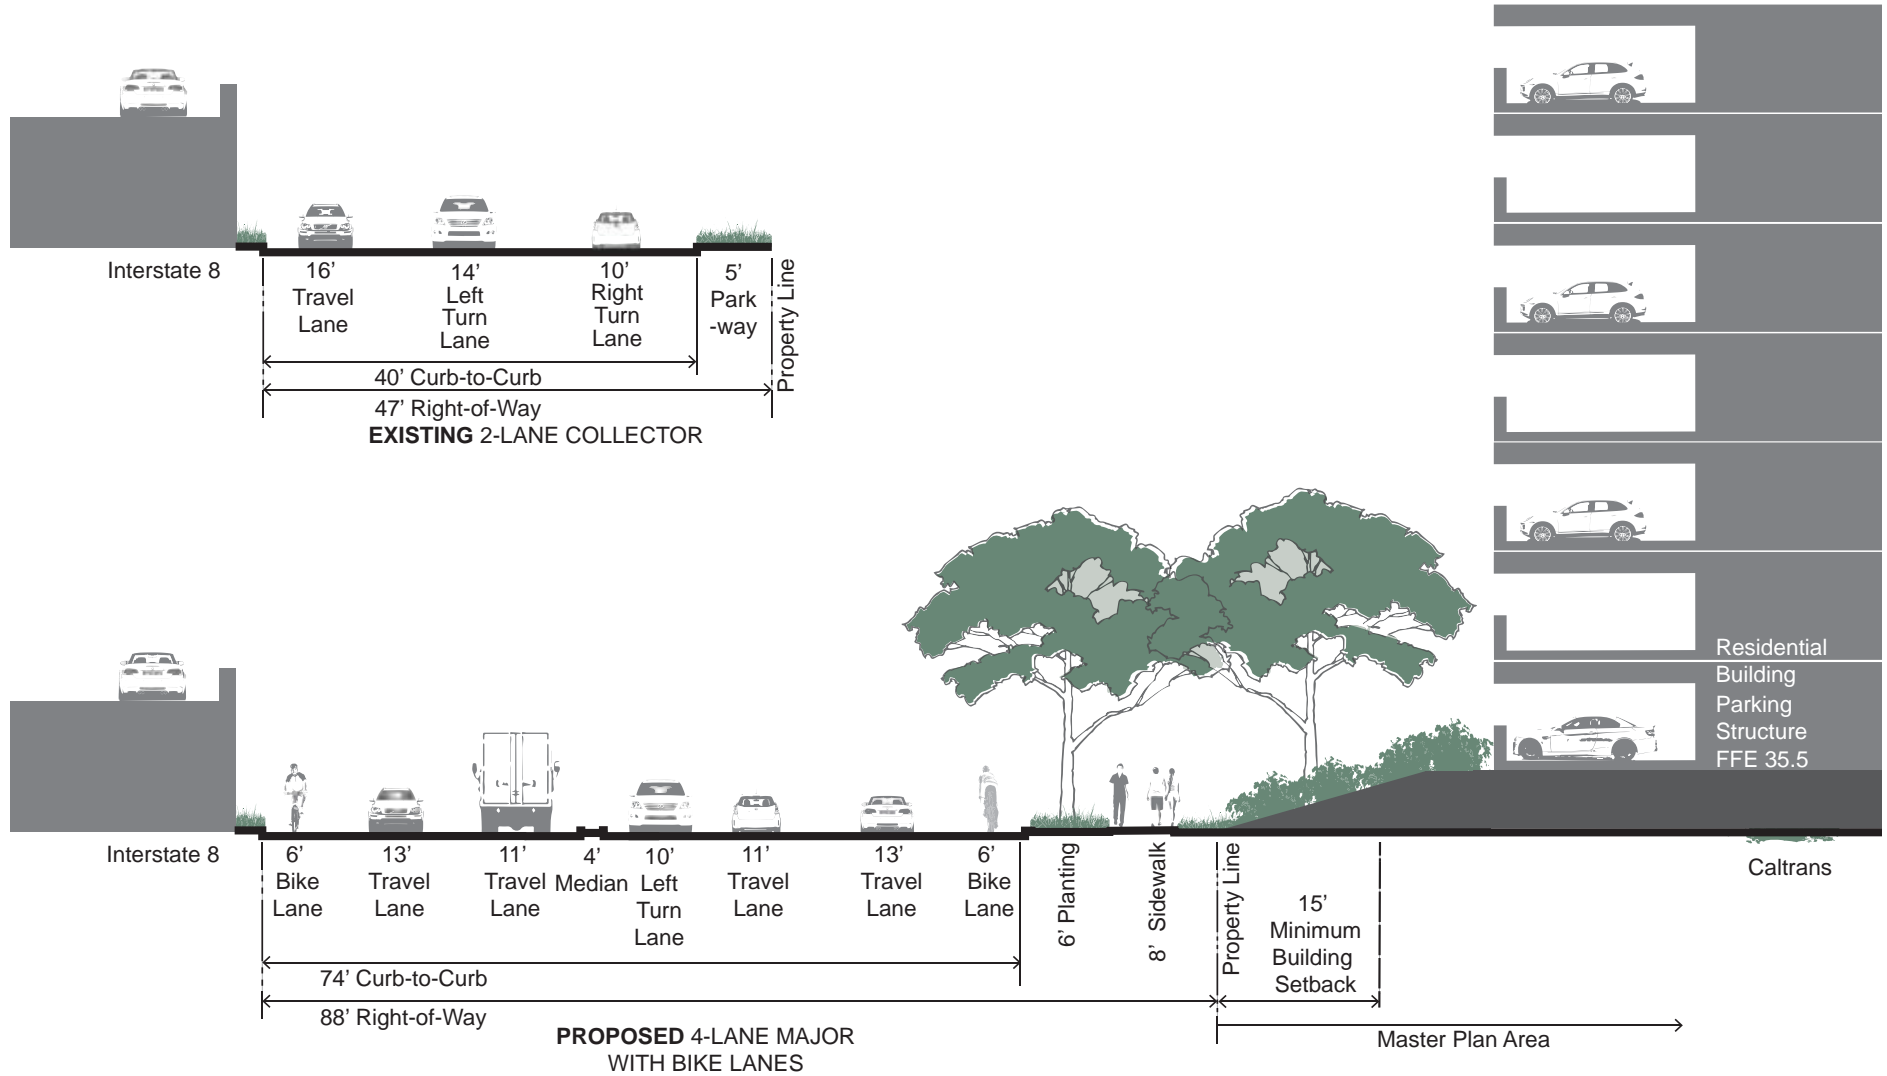 Interstate 8
16’
Travel
Lane
14’
Left
Turn
Lane
10’
Right
Turn
Lane
5’
Park
-way
Property Line
40’ Curb-to-Curb
47’ Right-of-Way
EXISTING 2-LANE COLLECTOR
Residential
Building
Parking
Structure
FFE 35.5
Interstate 8
6’
Bike
Lane
13’
Travel
Lane
11’
Travel
Lane
4’
Median
10’
Left
Turn
Lane
11’
Travel
Lane
13’
Travel
Lane
6’
Bike
Lane
6’ Planting
8’ Sidewalk
Property Line
15’
Minimum
Building
Setback
Caltrans
74’ Curb-to-Curb
88’ Right-of-Way
PROPOSED 4-LANE MAJOR
WITH BIKE LANES
Master Plan Area